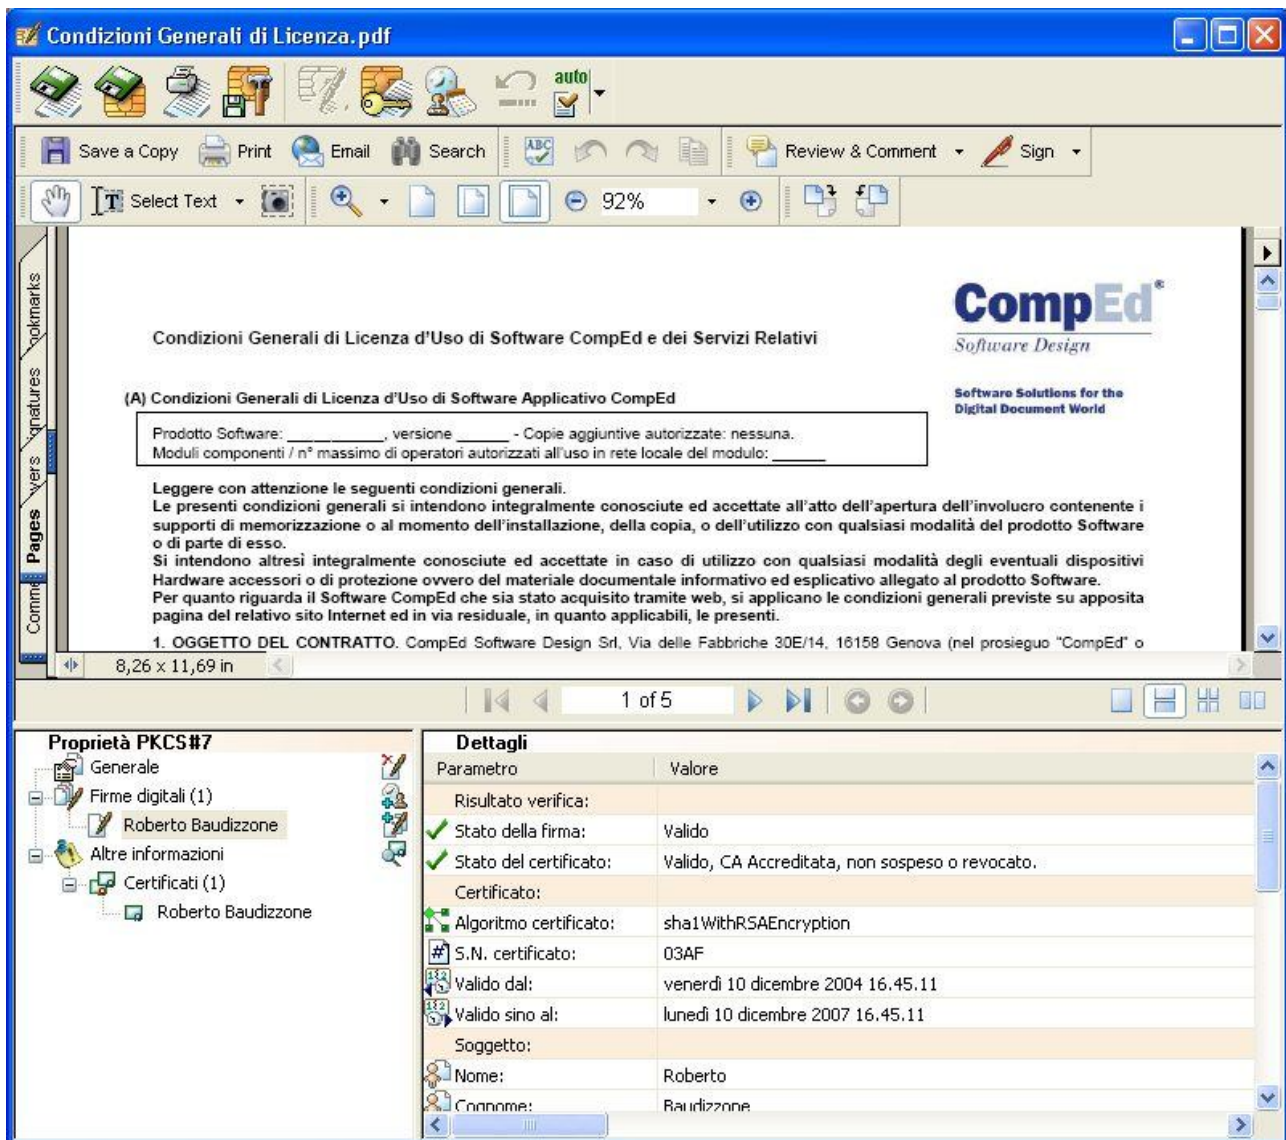 Condizioni Generali di Licenza.pdf
auto
Save a Copy Print Email Search ABC Review & Comment Sign
T Select Text 92%
CompEd®
Software Design
Software Solutions for the
Digital Document World
Condizioni Generali di Licenza d'Uso di Software CompEd e dei Servizi Relativi
(A) Condizioni Generali di Licenza d'Uso di Software Applicativo CompEd
Prodotto Software: ___________, versione ______ - Copie aggiuntive autorizzate: nessuna.
Moduli componenti / n° massimo di operatori autorizzati all'uso in rete locale del modulo: ______
Leggere con attenzione le seguenti condizioni generali.
Le presenti condizioni generali si intendono integralmente conosciute ed accettate all'atto dell'apertura dell'involucro contenente i
supporti di memorizzazione o al momento dell'installazione, della copia, o dell'utilizzo con qualsiasi modalità del prodotto Software
o di parte di esso.
Si intendono altresì integralmente conosciute ed accettate in caso di utilizzo con qualsiasi modalità degli eventuali dispositivi
Hardware accessori o di protezione ovvero del materiale documentale informativo ed esplicativo allegato al prodotto Software.
Per quanto riguarda il Software CompEd che sia stato acquisito tramite web, si applicano le condizioni generali previste su apposita
pagina del relativo sito Internet ed in via residuale, in quanto applicabili, le presenti.
1. OGGETTO DEL CONTRATTO. CompEd Software Design Srl, Via delle Fabbriche 30E/14, 16158 Genova (nel prosieguo "CompEd" o
ookmarks
gnatures
yers
Pages
Comme
8,26 x 11,69 in
1 of 5
Proprietà PKCS#7
Generale
Firme digitali (1)
Roberto Baudizzone
Altre informazioni
Certificati (1)
Roberto Baudizzone
Dettagli
Parametro Valore
Risultato verifica:
Stato della firma: Valido
Stato del certificato: Valido, CA Accreditata, non sospeso o revocato.
Certificato:
Algoritmo certificato: sha1WithRSAEncryption
S.N. certificato: 03AF
Valido dal: venerdì 10 dicembre 2004 16.45.11
Valido sino al: lunedì 10 dicembre 2007 16.45.11
Soggetto:
Nome: Roberto
Cognome: Baudizzone